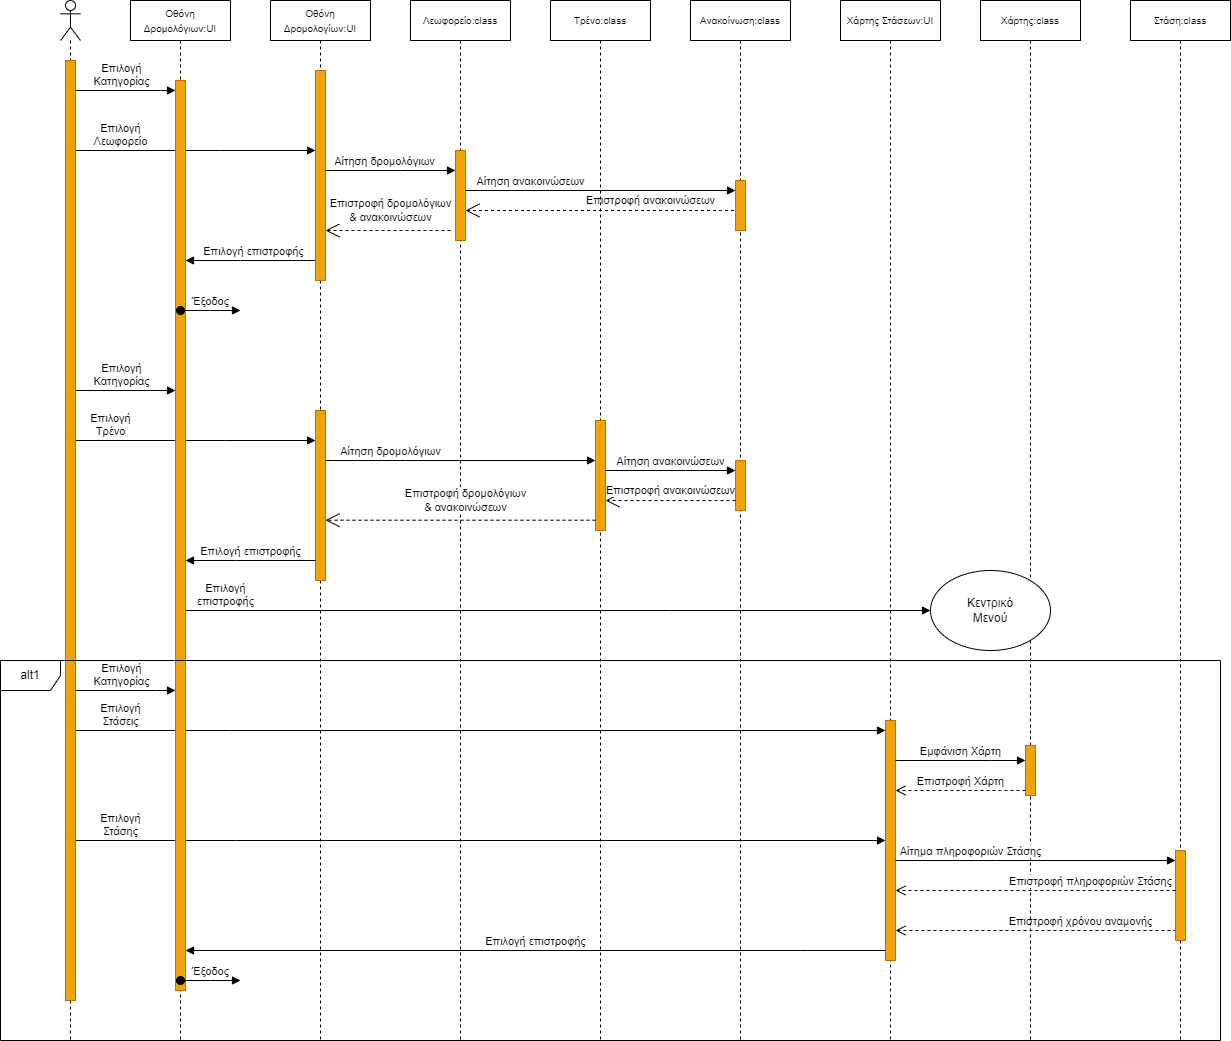 Οθόνη
Δρομολόγιων:UI
Οθόνη
Δρομολογίων:UI
Λεωφορείο:class
Τρένο:class
Ανακοίνωση:class
Χάρτης Στάσεων:UI
Χάρτης:class
Στάση:class
Επιλογή
Κατηγορίας
Επιλογή
Λεωφορείο
Αίτηση δρομολόγιων
Αίτηση ανακοινώσεων
Επιστροφή ανακοινώσεων
Επιστροφή δρομολόγιων
& ανακοινώσεων
Επιλογή επιστροφής
Έξοδος
Επιλογή
Κατηγορίας
Επιλογή
Τρένο
Αίτηση δρομολόγιων
Αίτηση ανακοινώσεων
Επιστροφή ανακοινώσεων
Επιστροφή δρομολόγιων
& ανακοινώσεων
Επιλογή επιστροφής
Επιλογή
επιστροφής
Κεντρικό
Μενού
alt1
Επιλογή
Κατηγορίας
Επιλογή
Στάσεις
Εμφάνιση Χάρτη
Επιστροφή Χάρτη
Επιλογή
Στάσης
Αίτημα πληροφοριών Στάσης
Επιστροφή πληροφοριών Στάσης
Επιστροφή χρόνου αναμονής
Επιλογή επιστροφής
Έξοδος